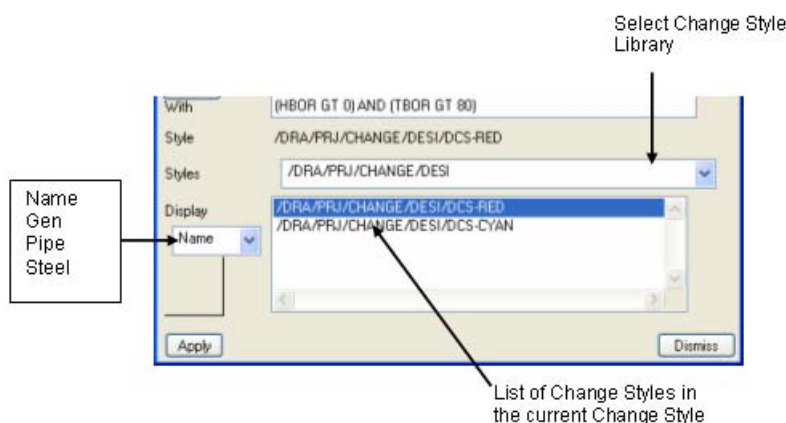 Select Change Style
Library
With
(HBOR GT 0) AND (TBOR GT 80)
Style
/DRA/PRJ/CHANGE/DESI/DCS-RED
Styles
/DRA/PRJ/CHANGE/DESI
Name
Gen
Pipe
Steel
Display
Name
/DRA/PRJ/CHANGE/DESI/DCS-RED
/DRA/PRJ/CHANGE/DESI/DCS-CYAN
Apply
Dismiss
List of Change Styles in
the current Change Style